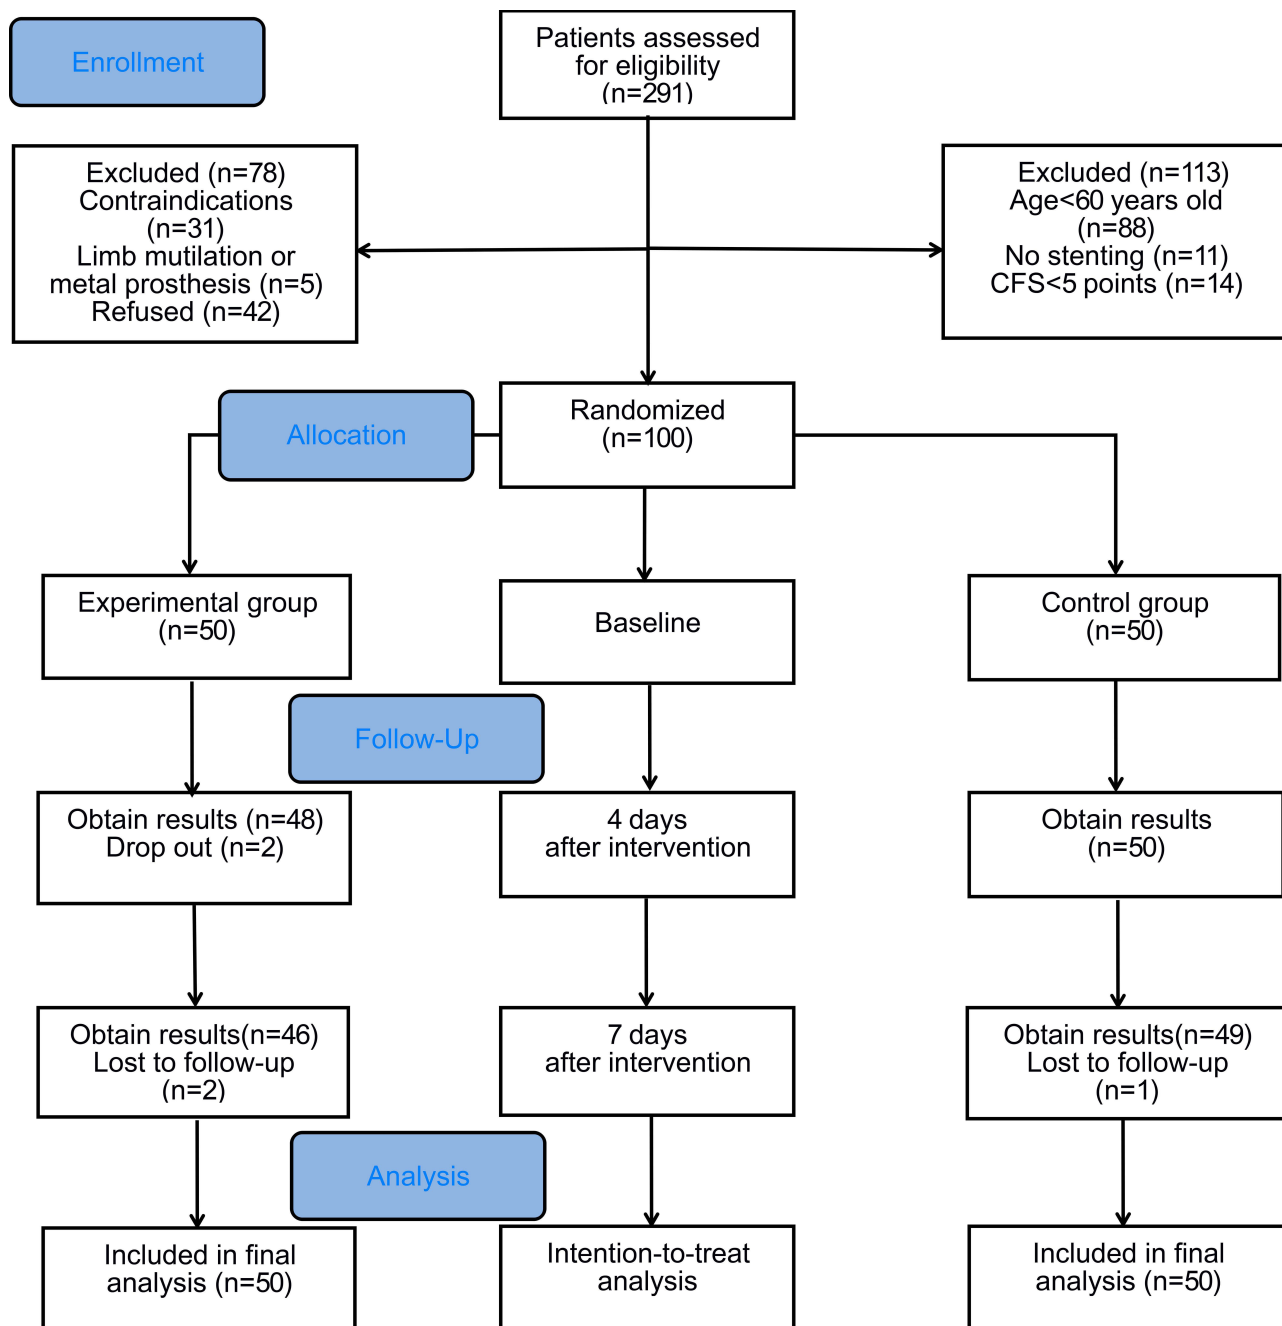 Enrollment
Patients assessed
for eligibility
(n=291)
Excluded (n=78)
Contraindications
(n=31)
Limb mutilation or
metal prosthesis (n=5)
Refused (n=42)
Excluded (n=113)
Age<60 years old
(n=88)
No stenting (n=11)
CFS<5 points (n=14)
Allocation
Randomized
(n=100)
Experimental group
(n=50)
Baseline
Control group
(n=50)
Follow-Up
Obtain results (n=48)
Drop out (n=2)
4 days
after intervention
Obtain results
(n=50)
Obtain results(n=46)
Lost to follow-up
(n=2)
7 days
after intervention
Obtain results(n=49)
Lost to follow-up
(n=1)
Analysis
Included in final
analysis (n=50)
Intention-to-treat
analysis
Included in final
analysis (n=50)